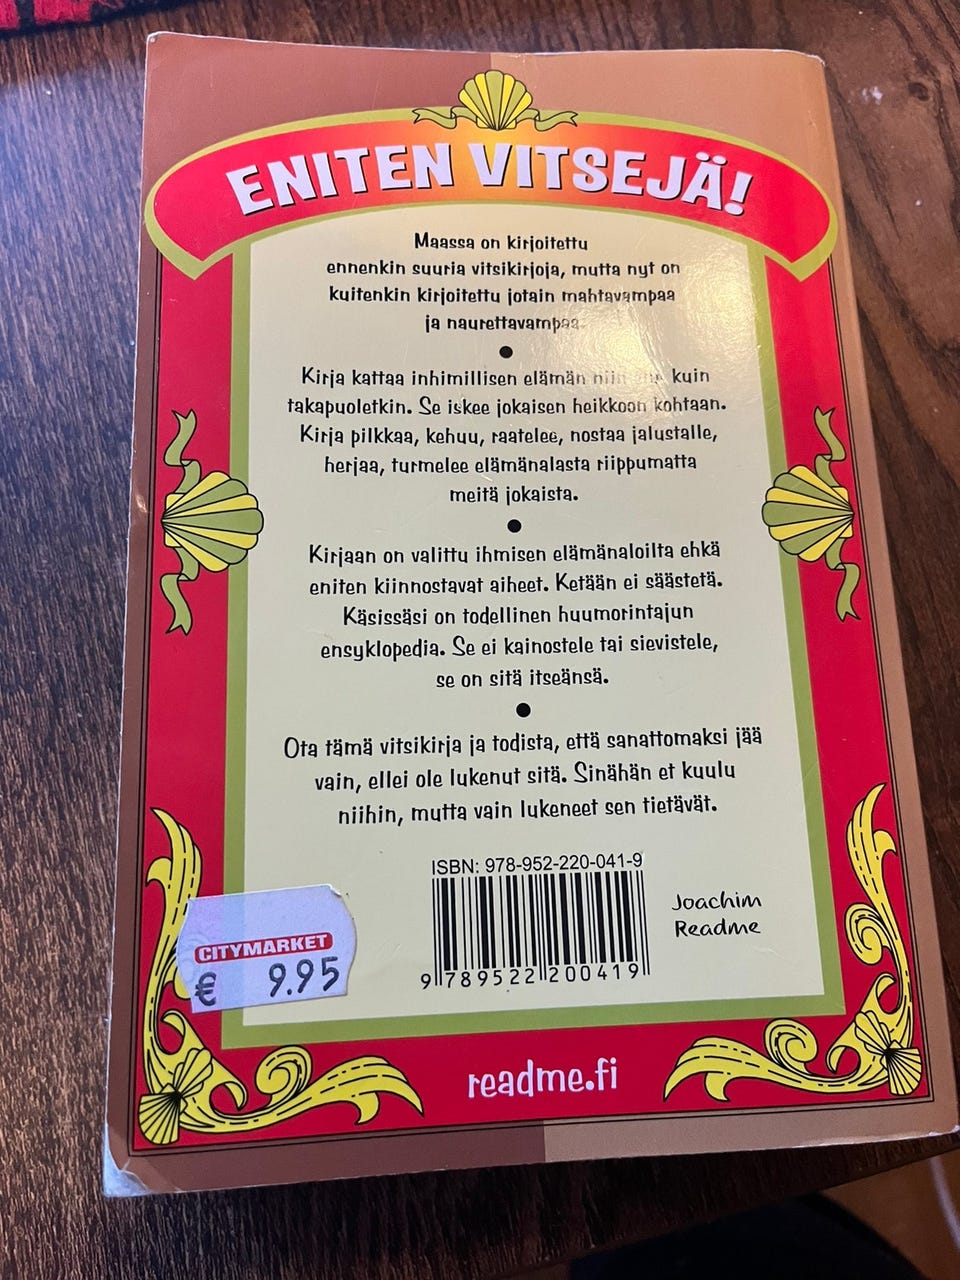 ENITEN VITSEJÄ!
Maassa on kirjoitettu
ennenkin suuria vitsikirjoja, mutta nyt on
kuitenkin kirjoitettu jotain mahtavampaa
ja naurettavampaa.
Kirja kattaa inhimillisen elämän niin kuin
takapuoletkin. Se iskee jokaisen heikkoon kohtaan.
Kirja pilkkaa, kehuu, raatelee, nostaa jalustalle,
herjaa, turmelee elämänalasta riippumatta
meitä jokaista.
Kirjaan on valittu ihmisen elämänaloilta ehkä
eniten kiinnostavat aiheet. Ketään ei säästetä.
Käsissäsi on todellinen huumorintajun
ensyklopedia. Se ei kainostele tai sievistele,
se on sitä itseänsä.
Ota tämä vitsikirja ja todista, että sanattomaksi jää
vain, ellei ole lukenut sitä. Sinähän et kuulu
niihin, mutta vain lukeneet sen tietävät.
ISBN: 978-952-220-041-9
9 789522 200419
Joachim
Readme
CITYMARKET
€ 9.95
readme.fi